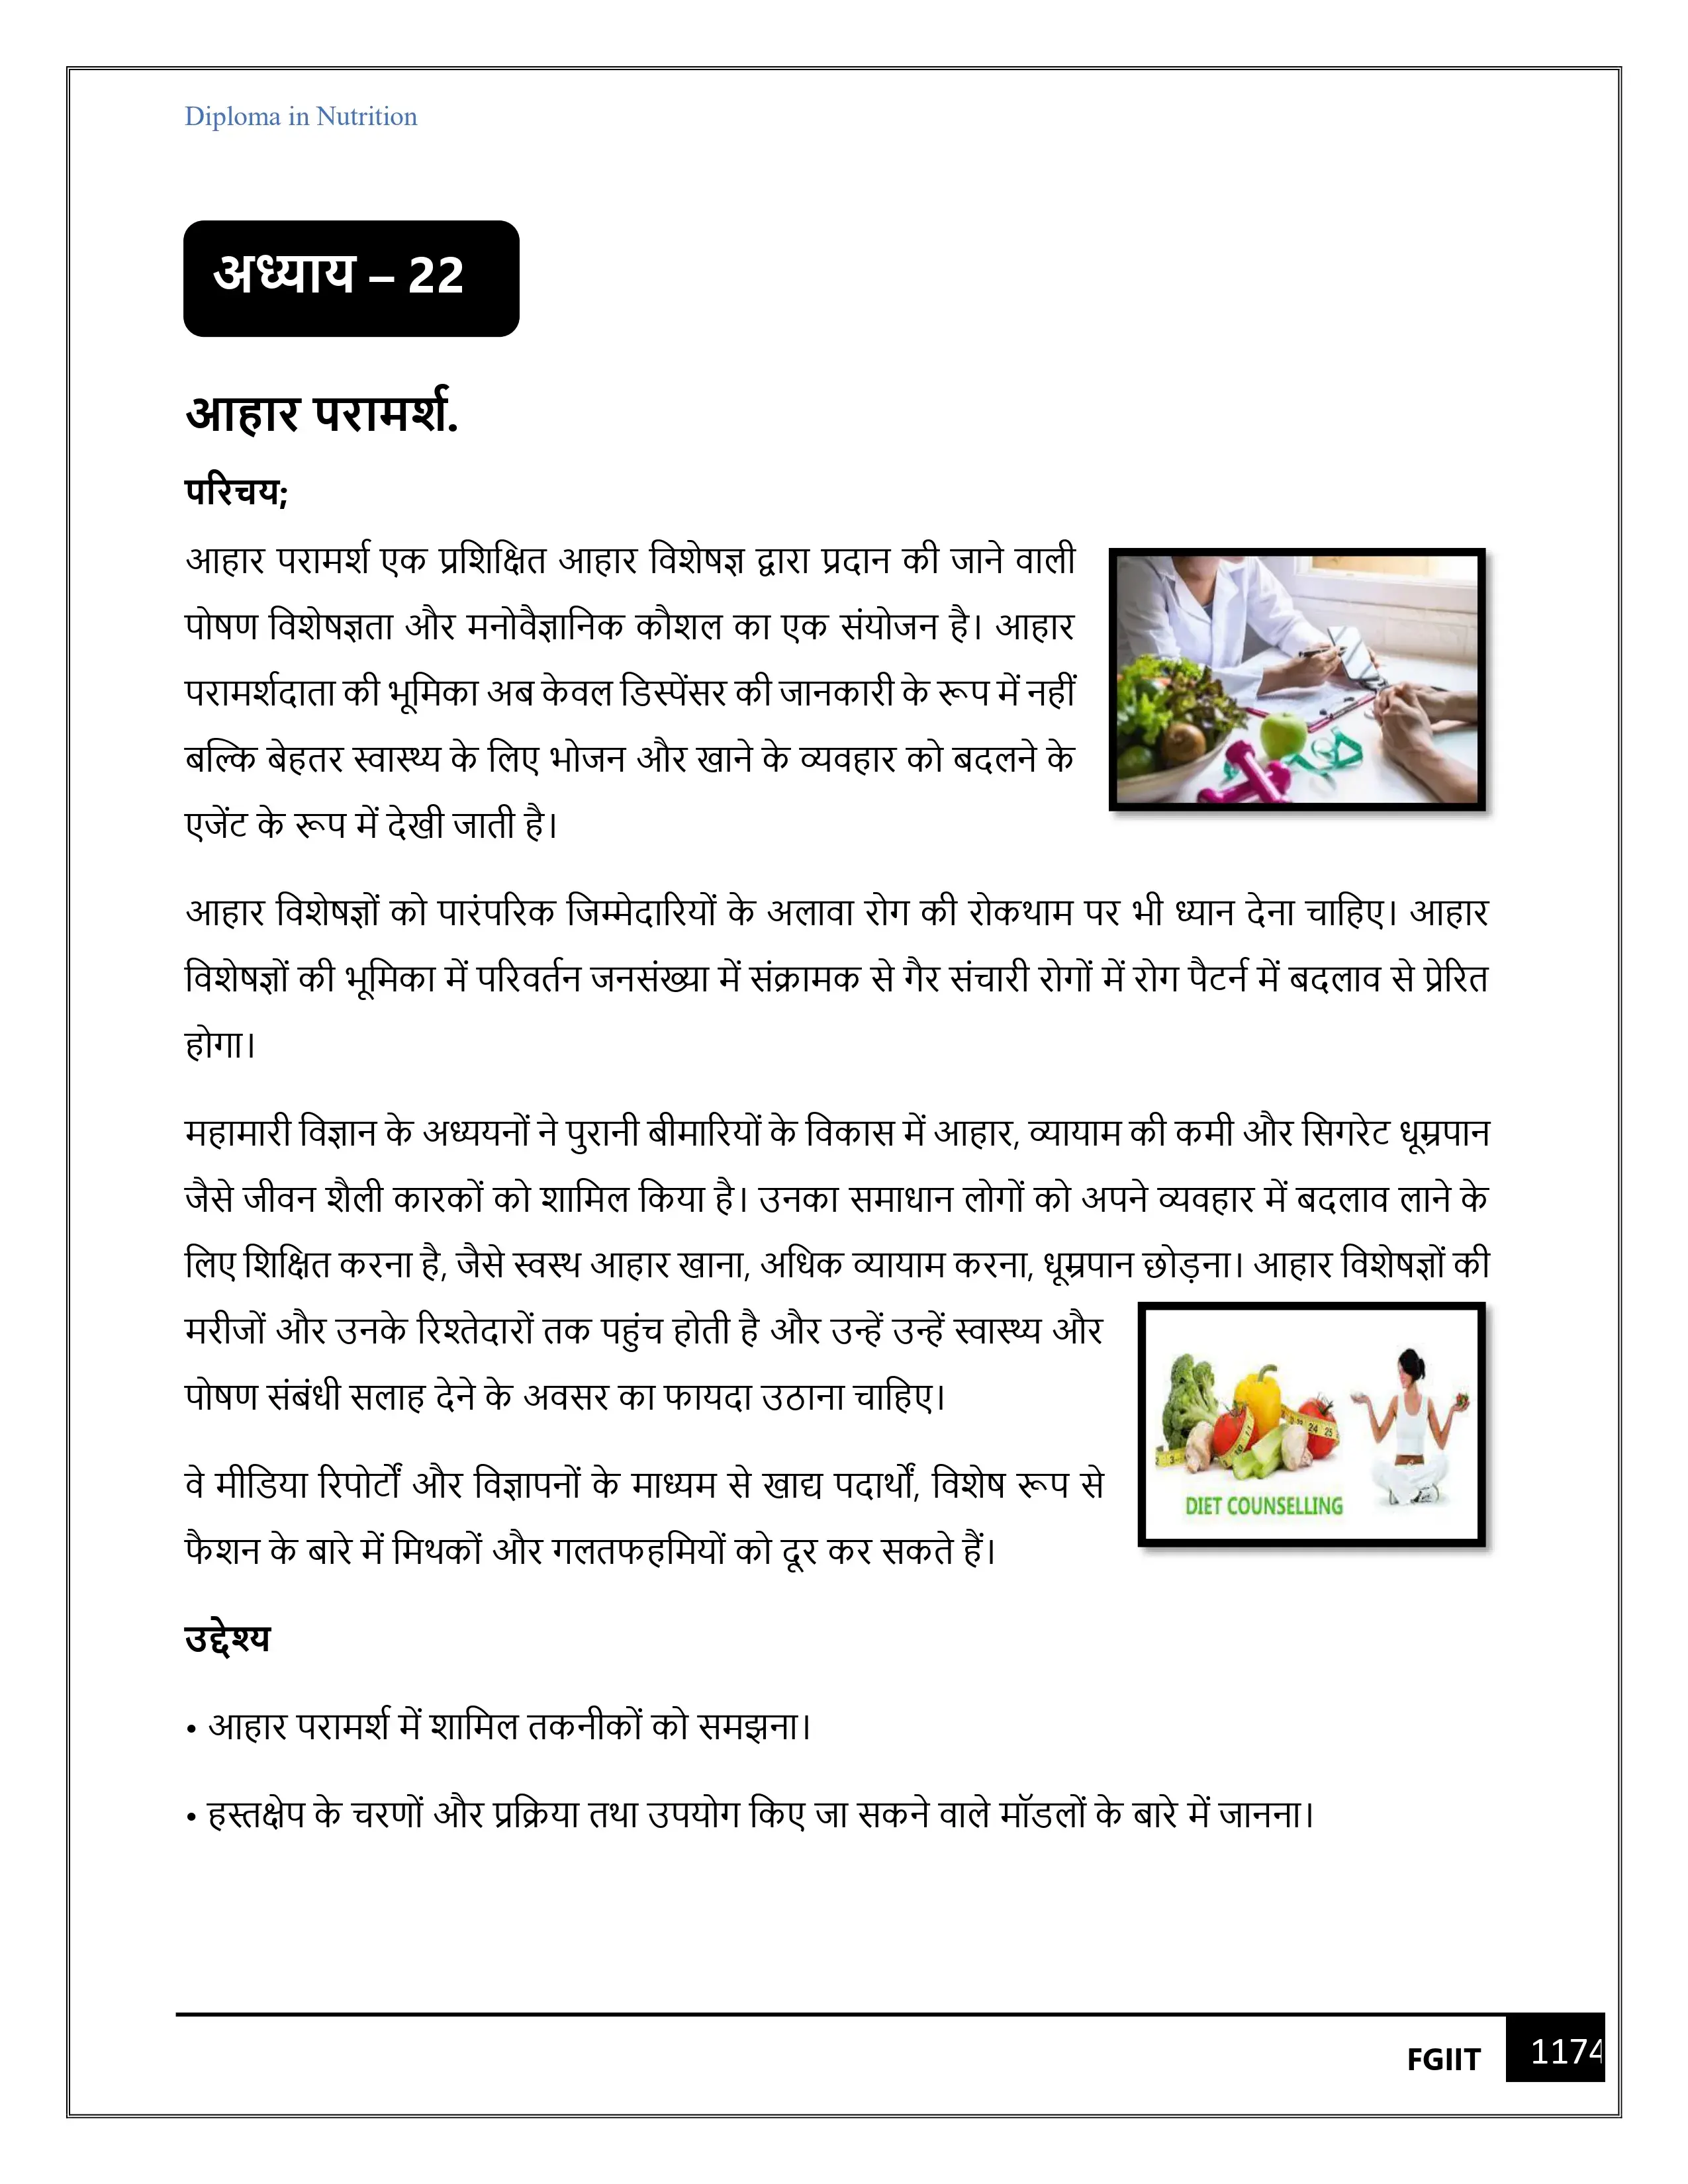 Diploma in Nutrition
अध्याय – 22
आहार परामर्श.
परिचय;
आहार परामर्श एक प्रशिक्षित आहार विशेषज्ञ द्वारा प्रदान की जाने वाली
पोषण विशेषज्ञता और मनोवैज्ञानिक कौशल का एक संयोजन है। आहार
परामर्शदाता की भूमिका अब केवल डिस्पेंसर की जानकारी के रूप में नहीं
बल्कि बेहतर स्वास्थ्य के लिए भोजन और खाने के व्यवहार को बदलने के
एजेंट के रूप में देखी जाती है।
आहार विशेषज्ञों को पारंपरिक जिम्मेदारियों के अलावा रोग की रोकथाम पर भी ध्यान देना चाहिए। आहार
विशेषज्ञों की भूमिका में परिवर्तन जनसंख्या में संक्रामक से गैर संचारी रोगों में रोग पैटर्न में बदलाव से प्रेरित
होगा।
महामारी विज्ञान के अध्ययनों ने पुरानी बीमारियों के विकास में आहार, व्यायाम की कमी और सिगरेट धूम्रपान
जैसे जीवन शैली कारकों को शामिल किया है। उनका समाधान लोगों को अपने व्यवहार में बदलाव लाने के
लिए शिक्षित करना है, जैसे स्वस्थ आहार खाना, अधिक व्यायाम करना, धूम्रपान छोड़ना। आहार विशेषज्ञों की
मरीजों और उनके रिश्तेदारों तक पहुंच होती है और उन्हें उन्हें स्वास्थ्य और
पोषण संबंधी सलाह देने के अवसर का फायदा उठाना चाहिए।
वे मीडिया रिपोर्टों और विज्ञापनों के माध्यम से खाद्य पदार्थों, विशेष रूप से
फैशन के बारे में मिथकों और गलतफहमियों को दूर कर सकते हैं।
DIET COUNSELLING
उद्देश्य
• आहार परामर्श में शामिल तकनीकों को समझना।
• हस्तक्षेप के चरणों और प्रक्रिया तथा उपयोग किए जा सकने वाले मॉडलों के बारे में जानना।
FGIIT 1174